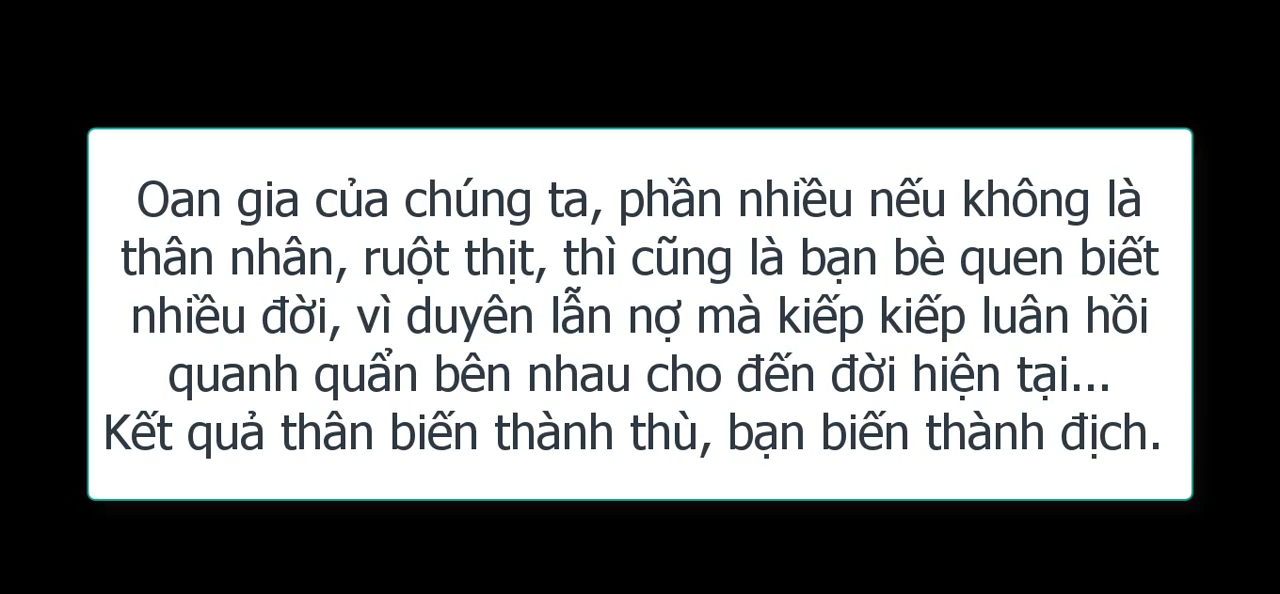 Oan gia của chúng ta, phần nhiều nếu không là
thân nhân, ruột thịt, thì cũng là bạn bè quen biết
nhiều đời, vì duyên lẫn nợ mà kiếp kiếp luân hồi
quanh quẩn bên nhau cho đến đời hiện tại...
Kết quả thân biến thành thù, bạn biến thành địch.